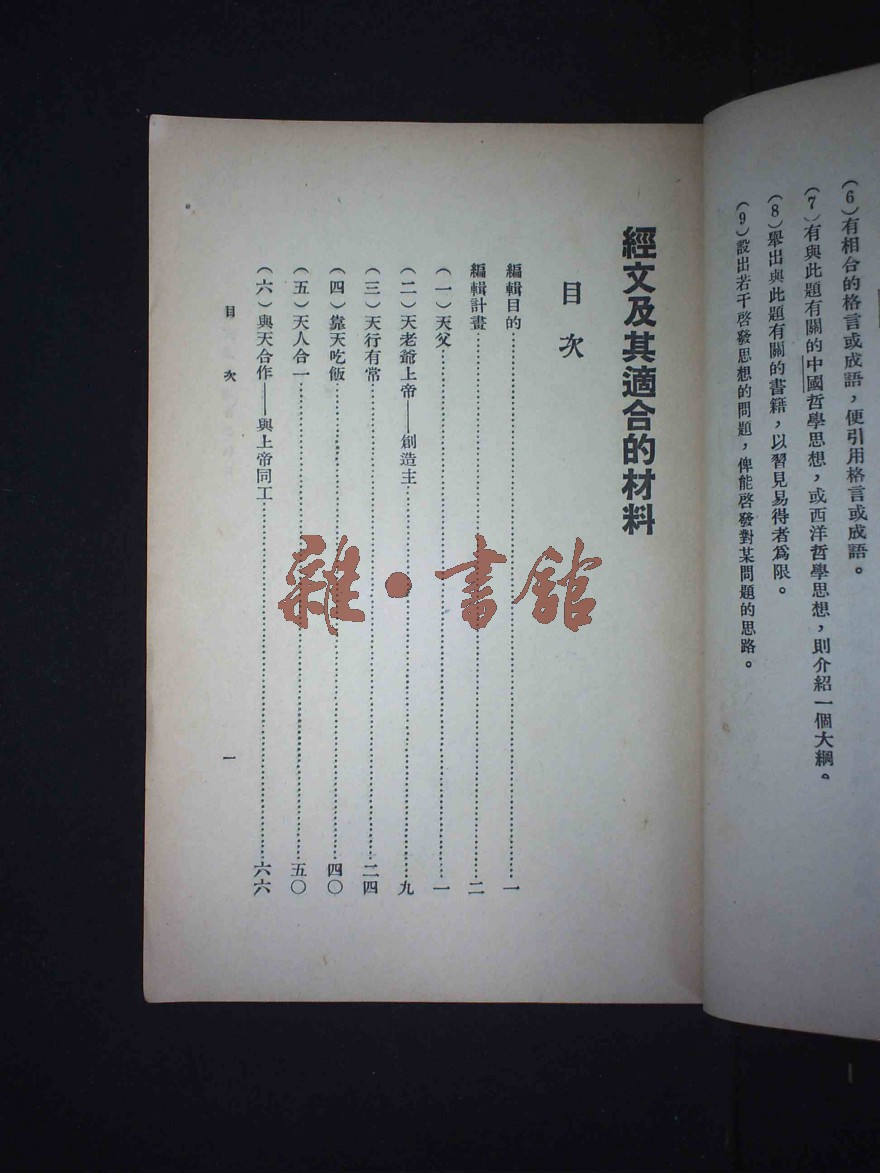 (6)有相合的格言或成語,便引用格言或成語。
(7)有與此題有關的中國哲學思想,或西洋哲學思想,則介紹一個大綱。
(8)舉出與此題有關的書籍,以習見易得者爲限。
(9)設出若干啓發思想的問題,俾能啓發對某問題的思路。
經文及其適合的材料
目次
編輯目的……一
編輯計畫……二
(一)天父……一
(二)天老爺上帝——創造主……九
(三)天行有常……二四
(四)靠天吃飯……四〇
(五)天人合一……五〇
(六)與天合作——與上帝同工……六六
目次 一
雜·書舘